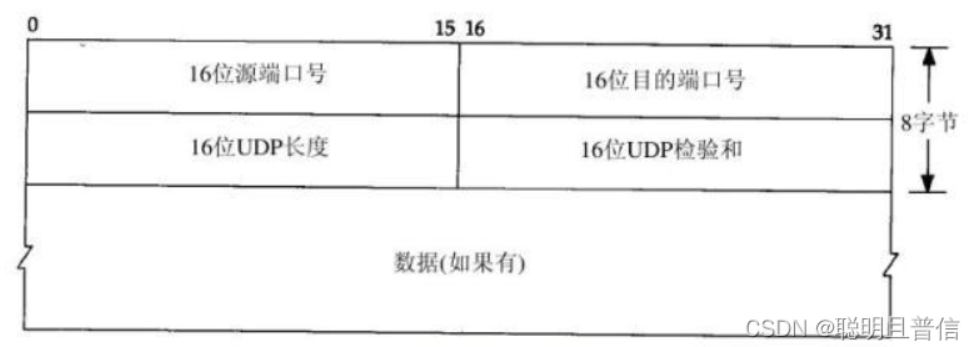 0 15 16 31
16位源端口号 16位目的端口号
8字节
16位UDP长度 16位UDP检验和
数据(如果有)
CSDN @聪明且普信